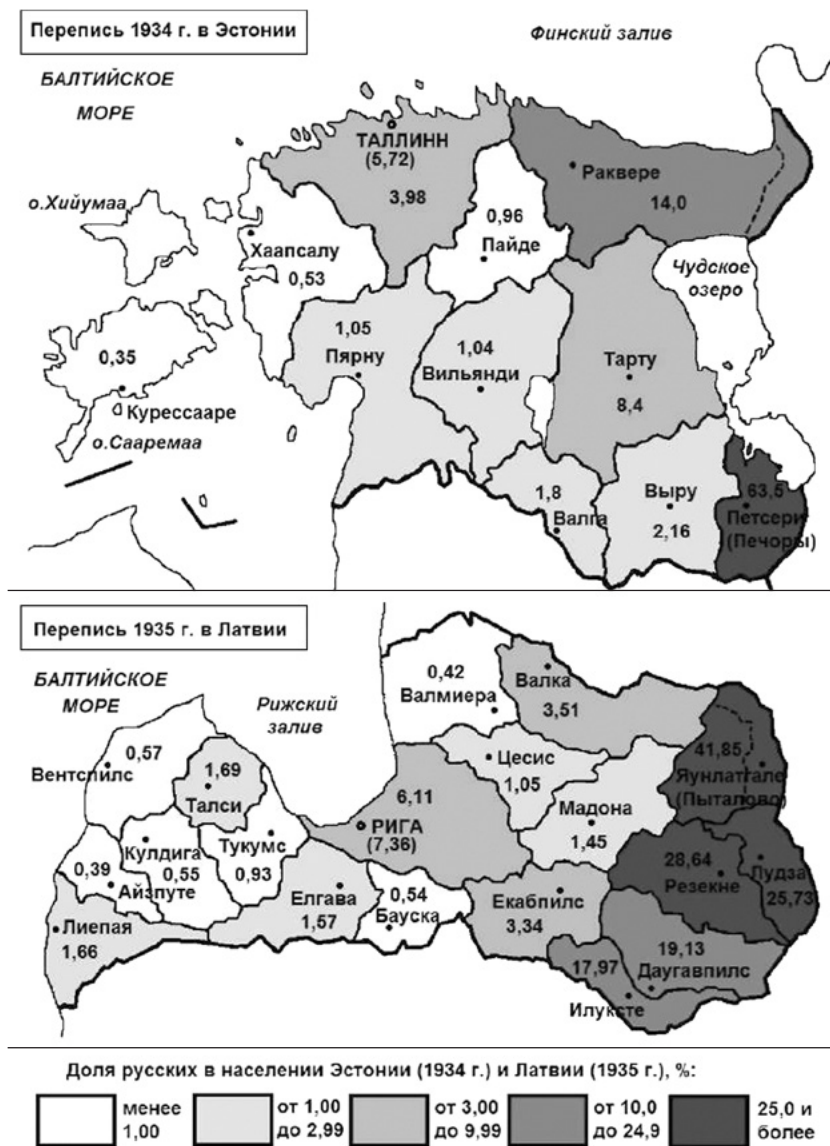 Перепись 1934 г. в Эстонии
Финский залив
БАЛТИЙСКОЕ
МОРЕ
ТАЛЛИНН
(5,72)
3,98
Раквере
14,0
о.Хийумаа
0,96
Пайде
Хаапсалу
0,53
Чудское
озеро
0,35
Курессааре
о.Сааремаа
1,05
Пярну
1,04
Вильянди
Тарту
8,4
1,8
Валга
Выру
2,16
63,5
Петсери
(Печоры)
Перепись 1935 г. в Латвии
БАЛТИЙСКОЕ
МОРЕ
Рижский
залив
0,42
Валмиера
Валка
3,51
0,57
Вентспилс
1,69
Талси
Цесис
1,05
41,85
Яунлатгале
(Пыталово)
6,11
РИГА
(7,36)
Мадона
1,45
Кулдига
0,55
Тукумс
0,93
0,39
Айзпуте
28,64
Резекне
Лудза
25,73
Лиепая
1,66
Елгава
1,57
0,54
Бауска
Екабпилс
3,34
17,97
Илуксте
19,13
Даугавпилс
Доля русских в населении Эстонии (1934 г.) и Латвии (1935 г.), %:
менее
1,00
от 1,00
до 2,99
от 3,00
до 9,99
от 10,0
до 24,9
25,0 и
более